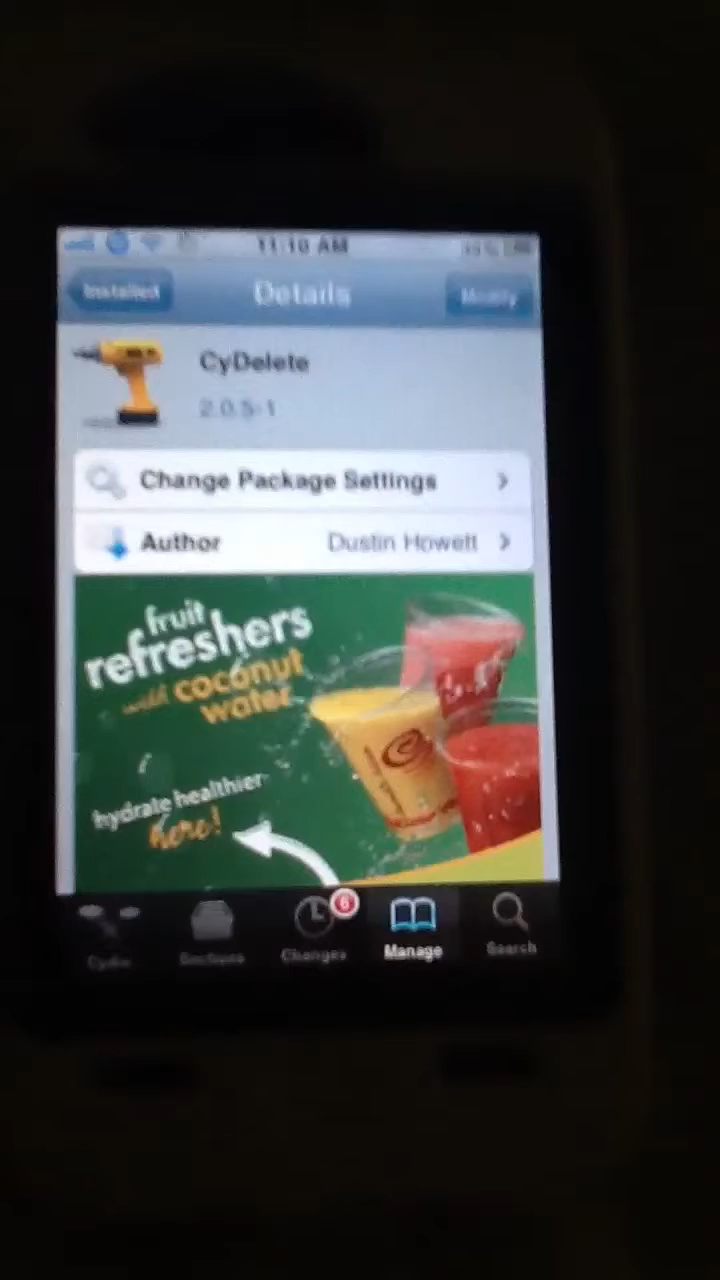 11:10 AM
Installed
Details
Modify
CyDelete
2.0.5-1
Change Package Settings
Author
Dustin Howett
fruit
refreshers
with coconut
water
hydrate healthier
here!
6
Cydia
Sections
Changes
Manage
Search